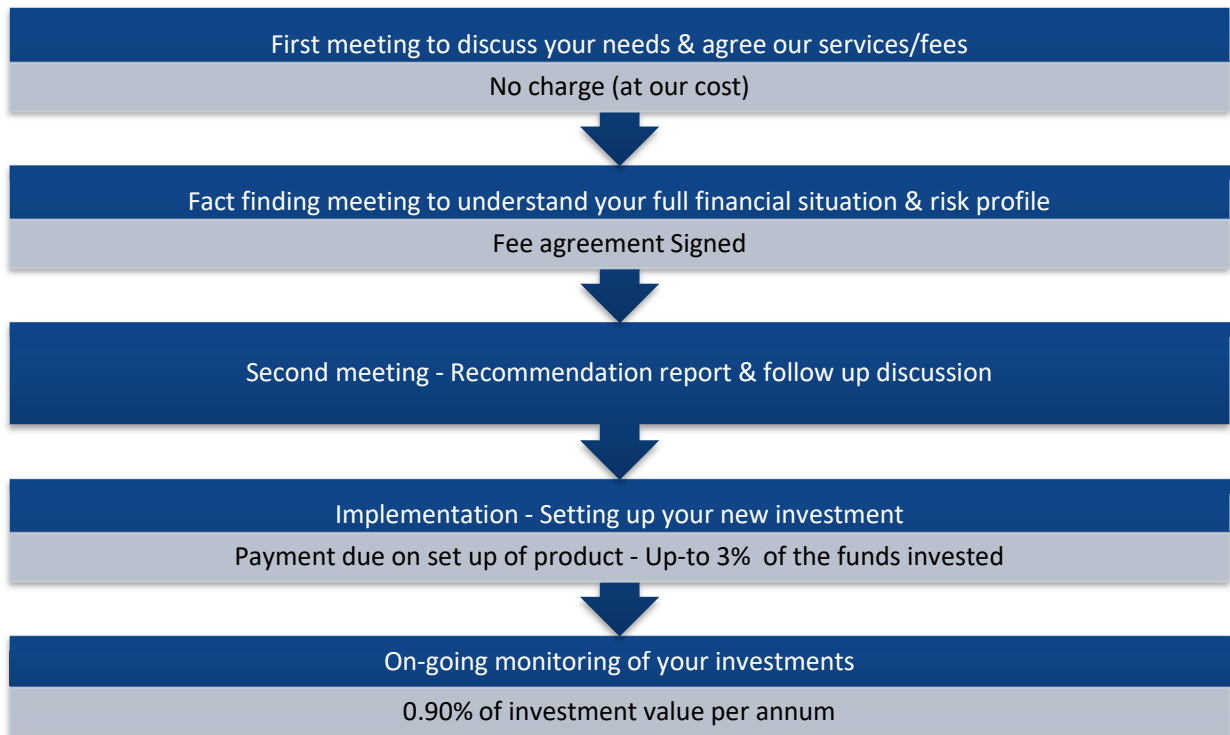 First meeting to discuss your needs & agree our services/fees
No charge (at our cost)
Fact finding meeting to understand your full financial situation & risk profile
Fee agreement Signed
Second meeting - Recommendation report & follow up discussion
Implementation - Setting up your new investment
Payment due on set up of product - Up-to 3% of the funds invested
On-going monitoring of your investments
0.90% of investment value per annum